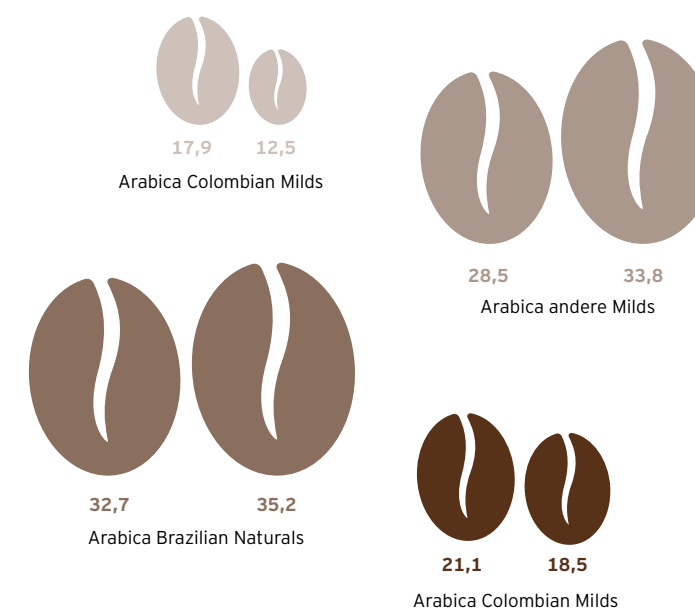 17,9 12,5
Arabica Colombian Milds
28,5 33,8
Arabica andere Milds
32,7 35,2
Arabica Brazilian Naturals
21,1 18,5
Arabica Colombian Milds